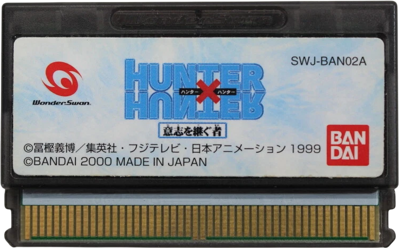 WonderSwan
SWJ-BAN02A
HUNTER
ハンター×ハンター
HUNTER
意志を継ぐ者
©冨樫義博／集英社・フジテレビ・日本アニメーション 1999
©BANDAI 2000 MADE IN JAPAN
BAN
DAI